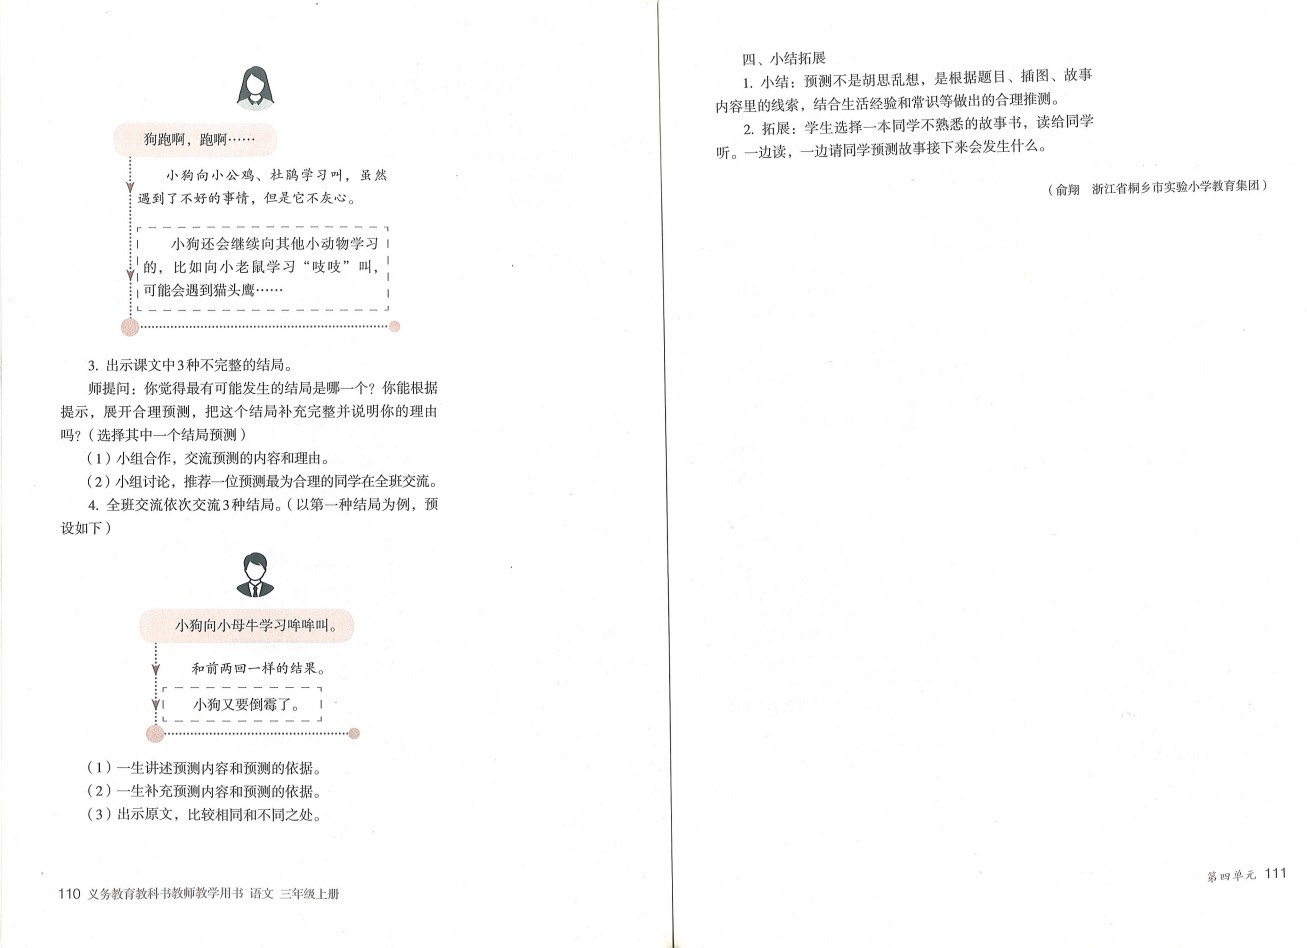 狗跑啊，跑啊……
小狗向小公鸡、杜鹃学习叫，虽然
遇到了不好的事情，但是它不灰心。
小狗还会继续向其他小动物学习
的，比如向小老鼠学习“吱吱”叫，
可能会遇到猫头鹰……
3. 出示课文中3种不完整的结局。
师提问：你觉得最有可能发生的结局是哪一个？你能根据
提示，展开合理预测，把这个结局补充完整并说明你的理由
吗？（选择其中一个结局预测）
（1）小组合作，交流预测的内容和理由。
（2）小组讨论，推荐一位预测最为合理的同学在全班交流。
4. 全班交流依次交流3种结局。（以第一种结局为例，预
设如下）
小狗向小母牛学习哞哞叫。
和前两回一样的结果。
小狗又要倒霉了。
（1）一生讲述预测内容和预测的依据。
（2）一生补充预测内容和预测的依据。
（3）出示原文，比较相同和不同之处。
110 义务教育教科书教师教学用书 语文 三年级上册
四、小结拓展
1. 小结：预测不是胡思乱想，是根据题目、插图、故事
内容里的线索，结合生活经验和常识等做出的合理推测。
2. 拓展：学生选择一本同学不熟悉的故事书，读给同学
听。一边读，一边请同学预测故事接下来会发生什么。
（俞翔　浙江省桐乡市实验小学教育集团）
第四单元 111